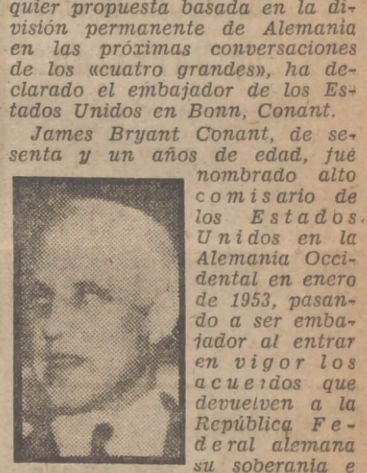 quier propuesta basada en la di-
visión permanente de Alemania
en las próximas conversaciones
de los «cuatro grandes», ha de-
clarado el embajador de los Es-
tados Unidos en Bonn, Conant.
James Bryant Conant, de se-
senta y un años de edad, fué
nombrado alto
comisario de
los Estados
Unidos en la
Alemania Occi-
dental en enero
de 1953, pasan-
do a ser emba-
jador al entrar
en vigor los
acuerdos que
devuelven a la
República Fe-
deral alemana
su soberanía e